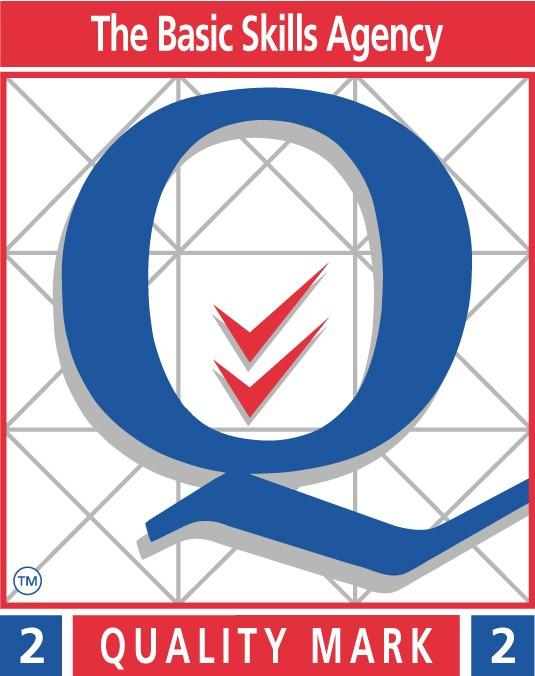 The Basic Skills Agency
Q
TM
2 QUALITY MARK 2